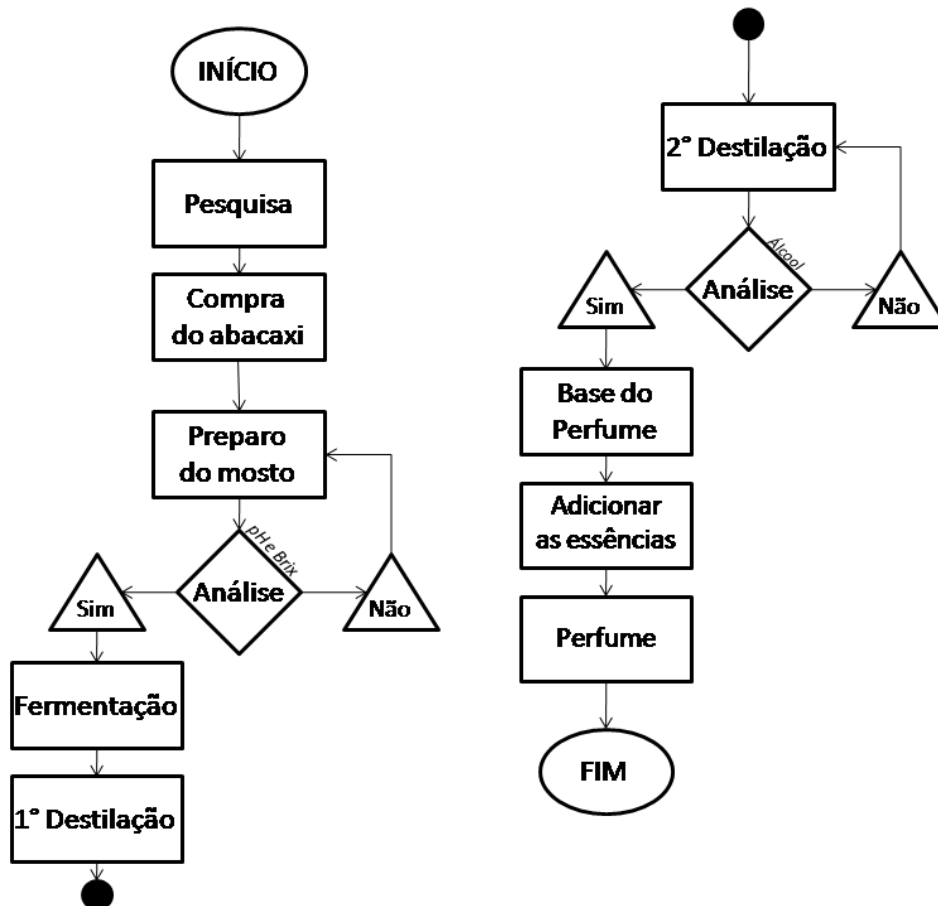 INÍCIO
Pesquisa
Compra
do abacaxi
Preparo
do mosto
pH e Brix
Análise
Sim
Não
Fermentação
1° Destilação
2° Destilação
Álcool
Análise
Sim
Não
Base do
Perfume
Adicionar
as essências
Perfume
FIM